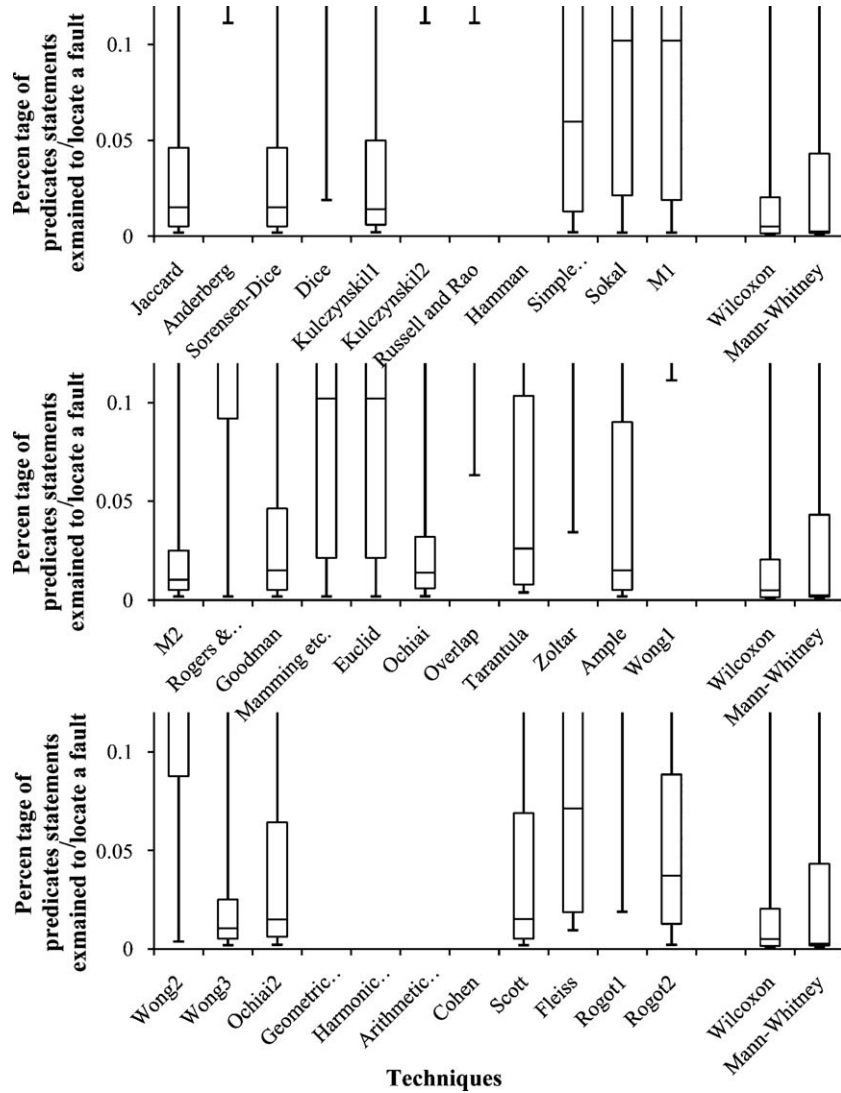 Percen tage of
predicates statements
exmained to locate a fault
0.1
0.05
0
Jaccard
Anderberg
Sorensen-Dice
Dice
Kulczynskil1
Kulczynskil2
Russell and Rao
Hamman
Simple..
Sokal
M1
Wilcoxon
Mann-Whitney
Percen tage of
predicates statements
exmained to locate a fault
0.1
0.05
0
M2
Rogers &..
Goodman
Mamming etc.
Euclid
Ochiai
Overlap
Tarantula
Zoltar
Ample
Wong1
Wilcoxon
Mann-Whitney
Percen tage of
predicates statements
exmained to locate a fault
0.1
0.05
0
Wong2
Wong3
Ochiai2
Geometric..
Harmonic..
Arithmetic..
Cohen
Scott
Fleiss
Rogot1
Rogot2
Wilcoxon
Mann-Whitney
Techniques